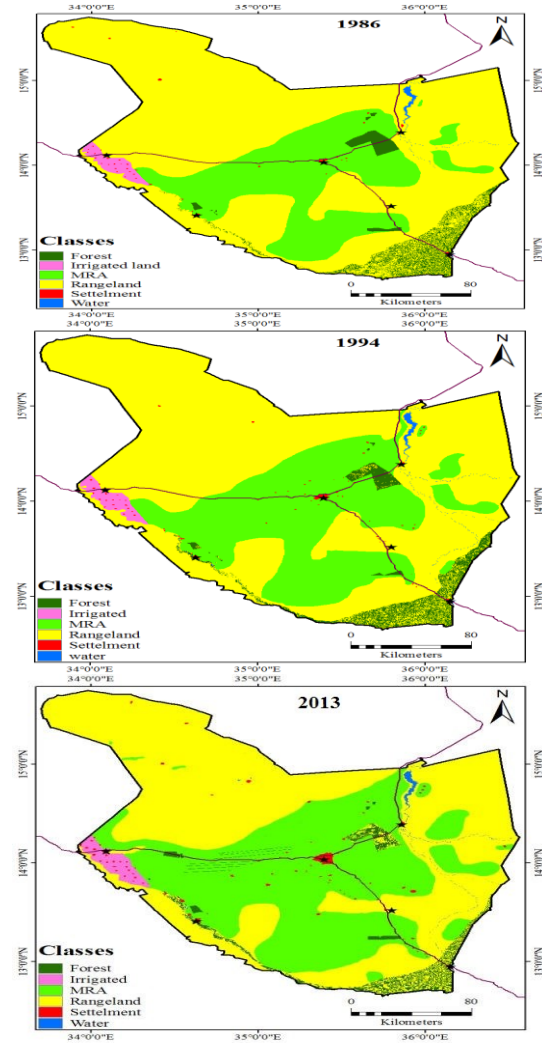 34°0'0"E 35°0'0"E 36°0'0"E
1986
N
15°0'0"N
14°0'0"N
13°0'0"N
Classes
Forest
Irrigated land
MRA
Rangeland
Settelment
Water
80
Kilometers
34°0'0"E 35°0'0"E 36°0'0"E
1994
N
15°0'0"N
14°0'0"N
13°0'0"N
Classes
Forest
Irrigated
MRA
Rangeland
Settelment
water
80
Kilometers
34°0'0"E 35°0'0"E 36°0'0"E
2013
N
15°0'0"N
14°0'0"N
13°0'0"N
Classes
Forest
Irrigated
MRA
Rangeland
Settelment
Water
80
Kilometers
34°0'0"E 35°0'0"E 36°0'0"E